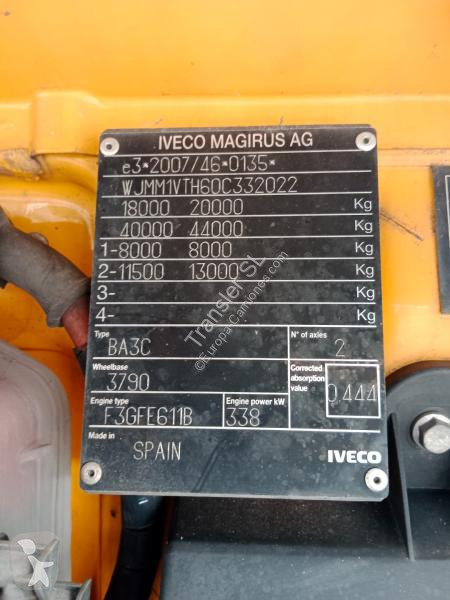 IVECO MAGIRUS AG
e3*2007/46*0135*
WJMM1VTH60C332022
18000 20000 Kg
40000 44000 Kg
1-8000 8000 Kg
2-11500 13000 Kg
3- Kg
4- Kg
Type
BA3C
N° of axles
2
Wheelbase
3790
Corrected absorption value
0.444
Engine type
F3GFE611B
Engine power kW
338
Made in
SPAIN
IVECO
Transler SL
©Europa-Camiones.com